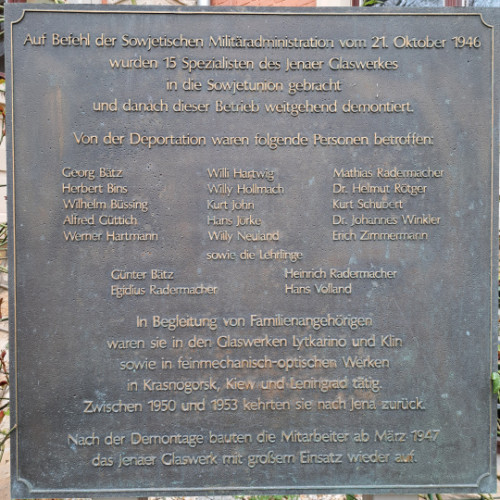 Auf Befehl der Sowjetischen Militäradministration vom 21. Oktober 1946
wurden 15 Spezialisten des Jenaer Glaswerkes
in die Sowjetunion gebracht
und danach dieser Betrieb weitgehend demontiert.
Von der Deportation waren folgende Personen betroffen:
Georg Bätz Willi Hartwig Mathias Radermacher
Herbert Bins Willy Hollmach Dr. Helmut Rötger
Wilhelm Büssing Kurt John Kurt Schubert
Alfred Güttich Hans Jürke Dr. Johannes Winkler
Werner Hartmann Willy Neuland Erich Zimmermann
sowie die Lehrlinge
Günter Bätz Heinrich Radermacher
Egidius Radermacher Hans Volland
In Begleitung von Familienangehörigen
waren sie in den Glaswerken Lytkarino und Klin
sowie in feinmechanisch-optischen Werken
in Krasnogorsk, Kiew und Leningrad tätig.
Zwischen 1950 und 1953 kehrten sie nach Jena zurück.
Nach der Demontage bauten die Mitarbeiter ab März 1947
das Jenaer Glaswerk mit großem Einsatz wieder auf.